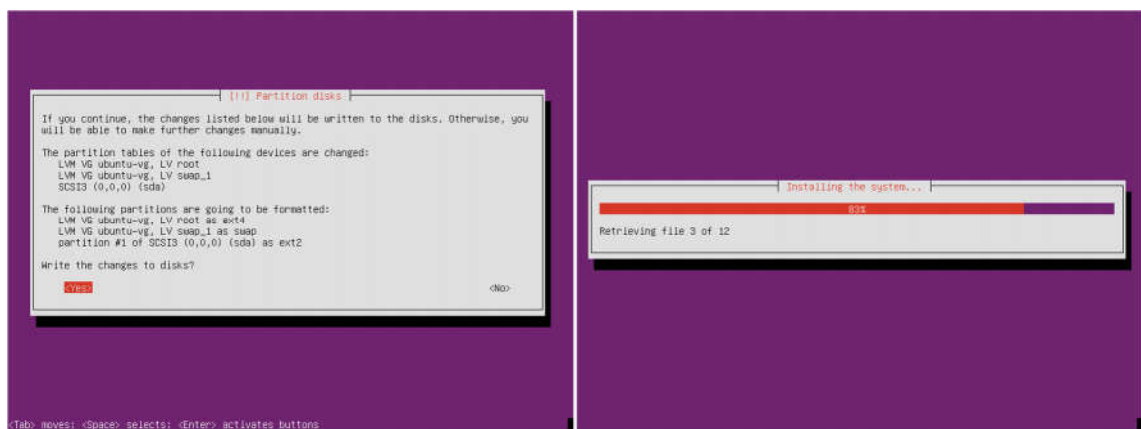 [!!] Partition disks
If you continue, the changes listed below will be written to the disks. Otherwise, you
will be able to make further changes manually.
The partition tables of the following devices are changed:
LVM VG ubuntu-vg, LV root
LVM VG ubuntu-vg, LV swap_1
SCSI3 (0,0,0) (sda)
The following partitions are going to be formatted:
LVM VG ubuntu-vg, LV root as ext4
LVM VG ubuntu-vg, LV swap_1 as swap
partition #1 of SCSI3 (0,0,0) (sda) as ext2
Write the changes to disks?
<Yes> <No>
<Tab> moves; <Space> selects; <Enter> activates buttons
Installing the system...
83%
Retrieving file 3 of 12